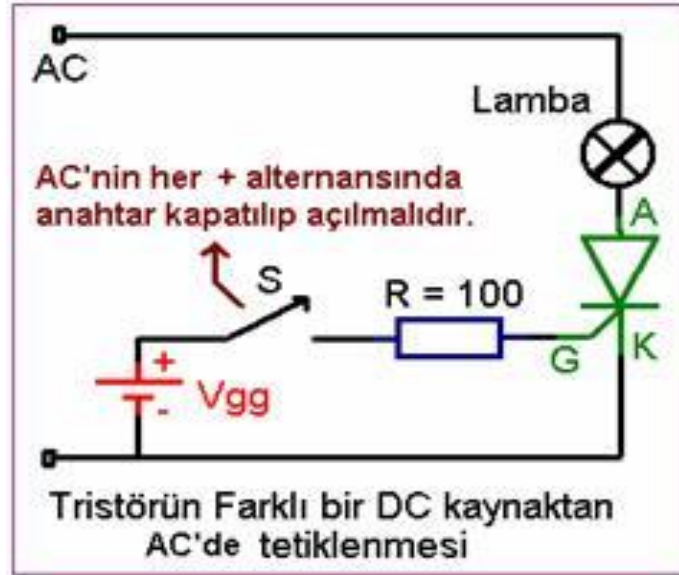 AC
Lamba
AC'nin her + alternansında
anahtar kapatılıp açılmalıdır.
A
S
R = 100
G
K
+
Vgg
-
Tristörün Farklı bir DC kaynaktan
AC'de tetiklenmesi